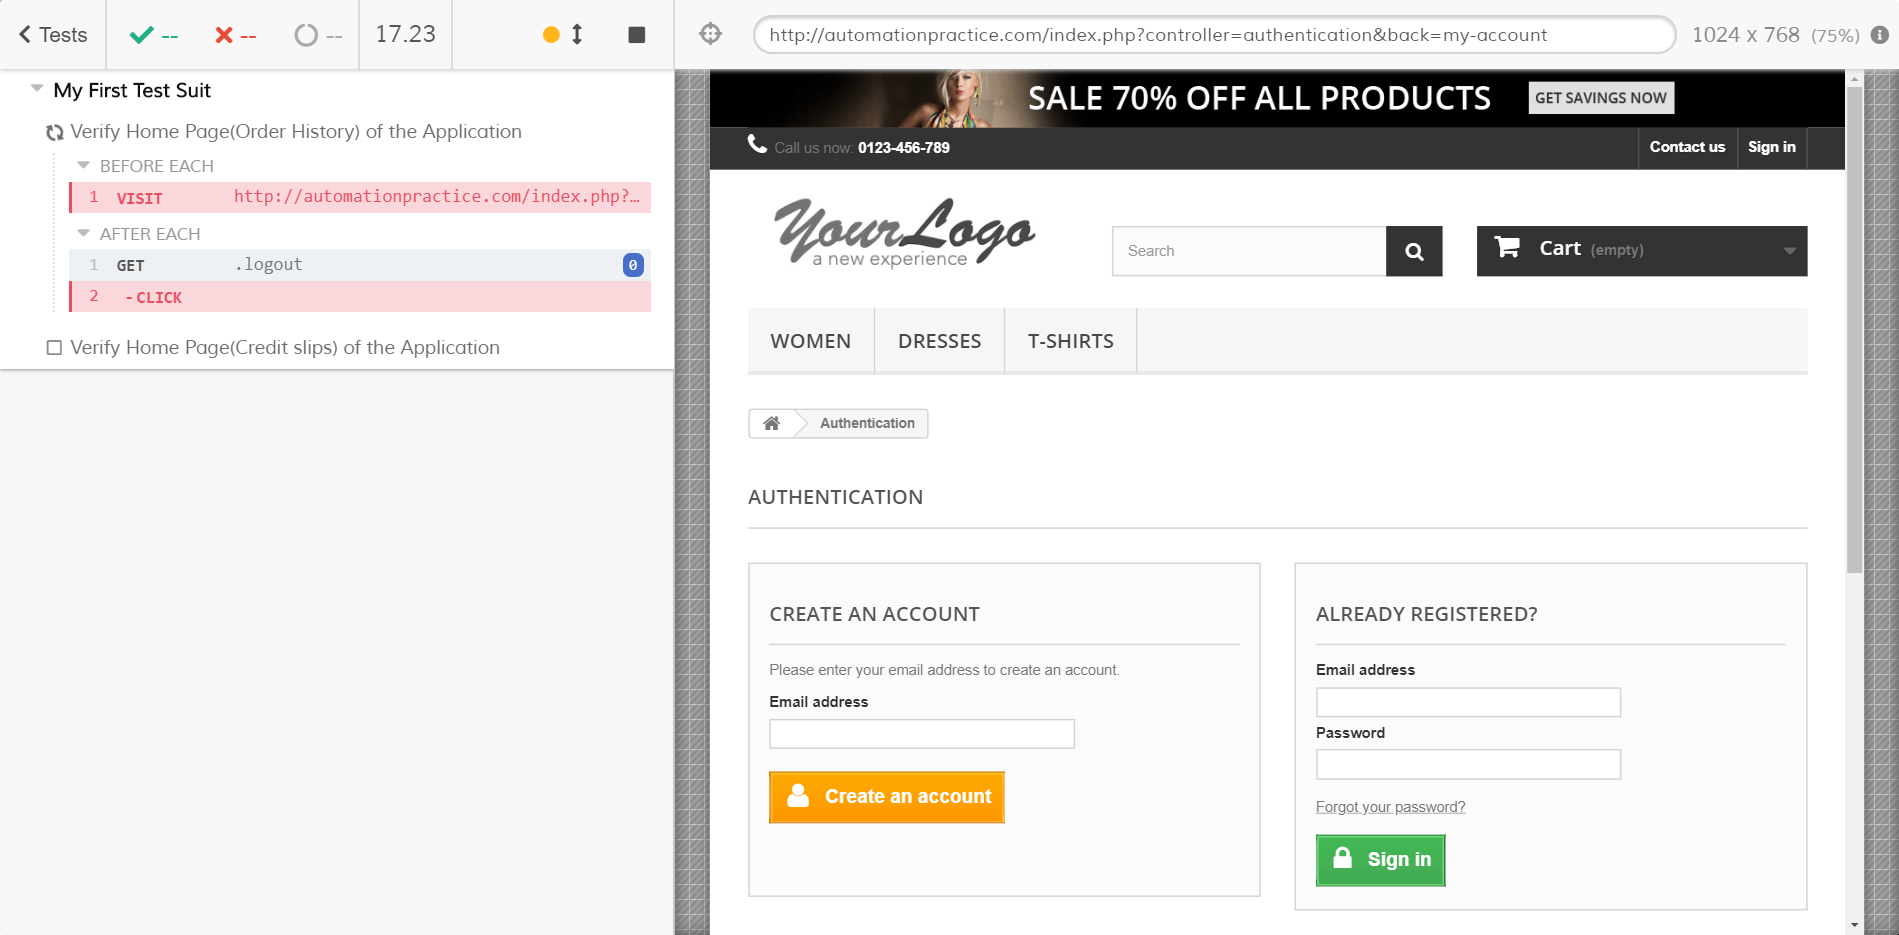 Tests
--
--
--
17.23
http://automationpractice.com/index.php?controller=authentication&back=my-account
1024 x 768 (75%)
My First Test Suit
Verify Home Page(Order History) of the Application
BEFORE EACH
1 VISIT http://automationpractice.com/index.php?…
AFTER EACH
1 GET .logout 0
2 -CLICK
Verify Home Page(Credit slips) of the Application
SALE 70% OFF ALL PRODUCTS GET SAVINGS NOW
Call us now: 0123-456-789
Contact us Sign in
YourLogo
a new experience
Search
Cart (empty)
WOMEN DRESSES T-SHIRTS
Authentication
AUTHENTICATION
CREATE AN ACCOUNT
Please enter your email address to create an account.
Email address
Create an account
ALREADY REGISTERED?
Email address
Password
Forgot your password?
Sign in